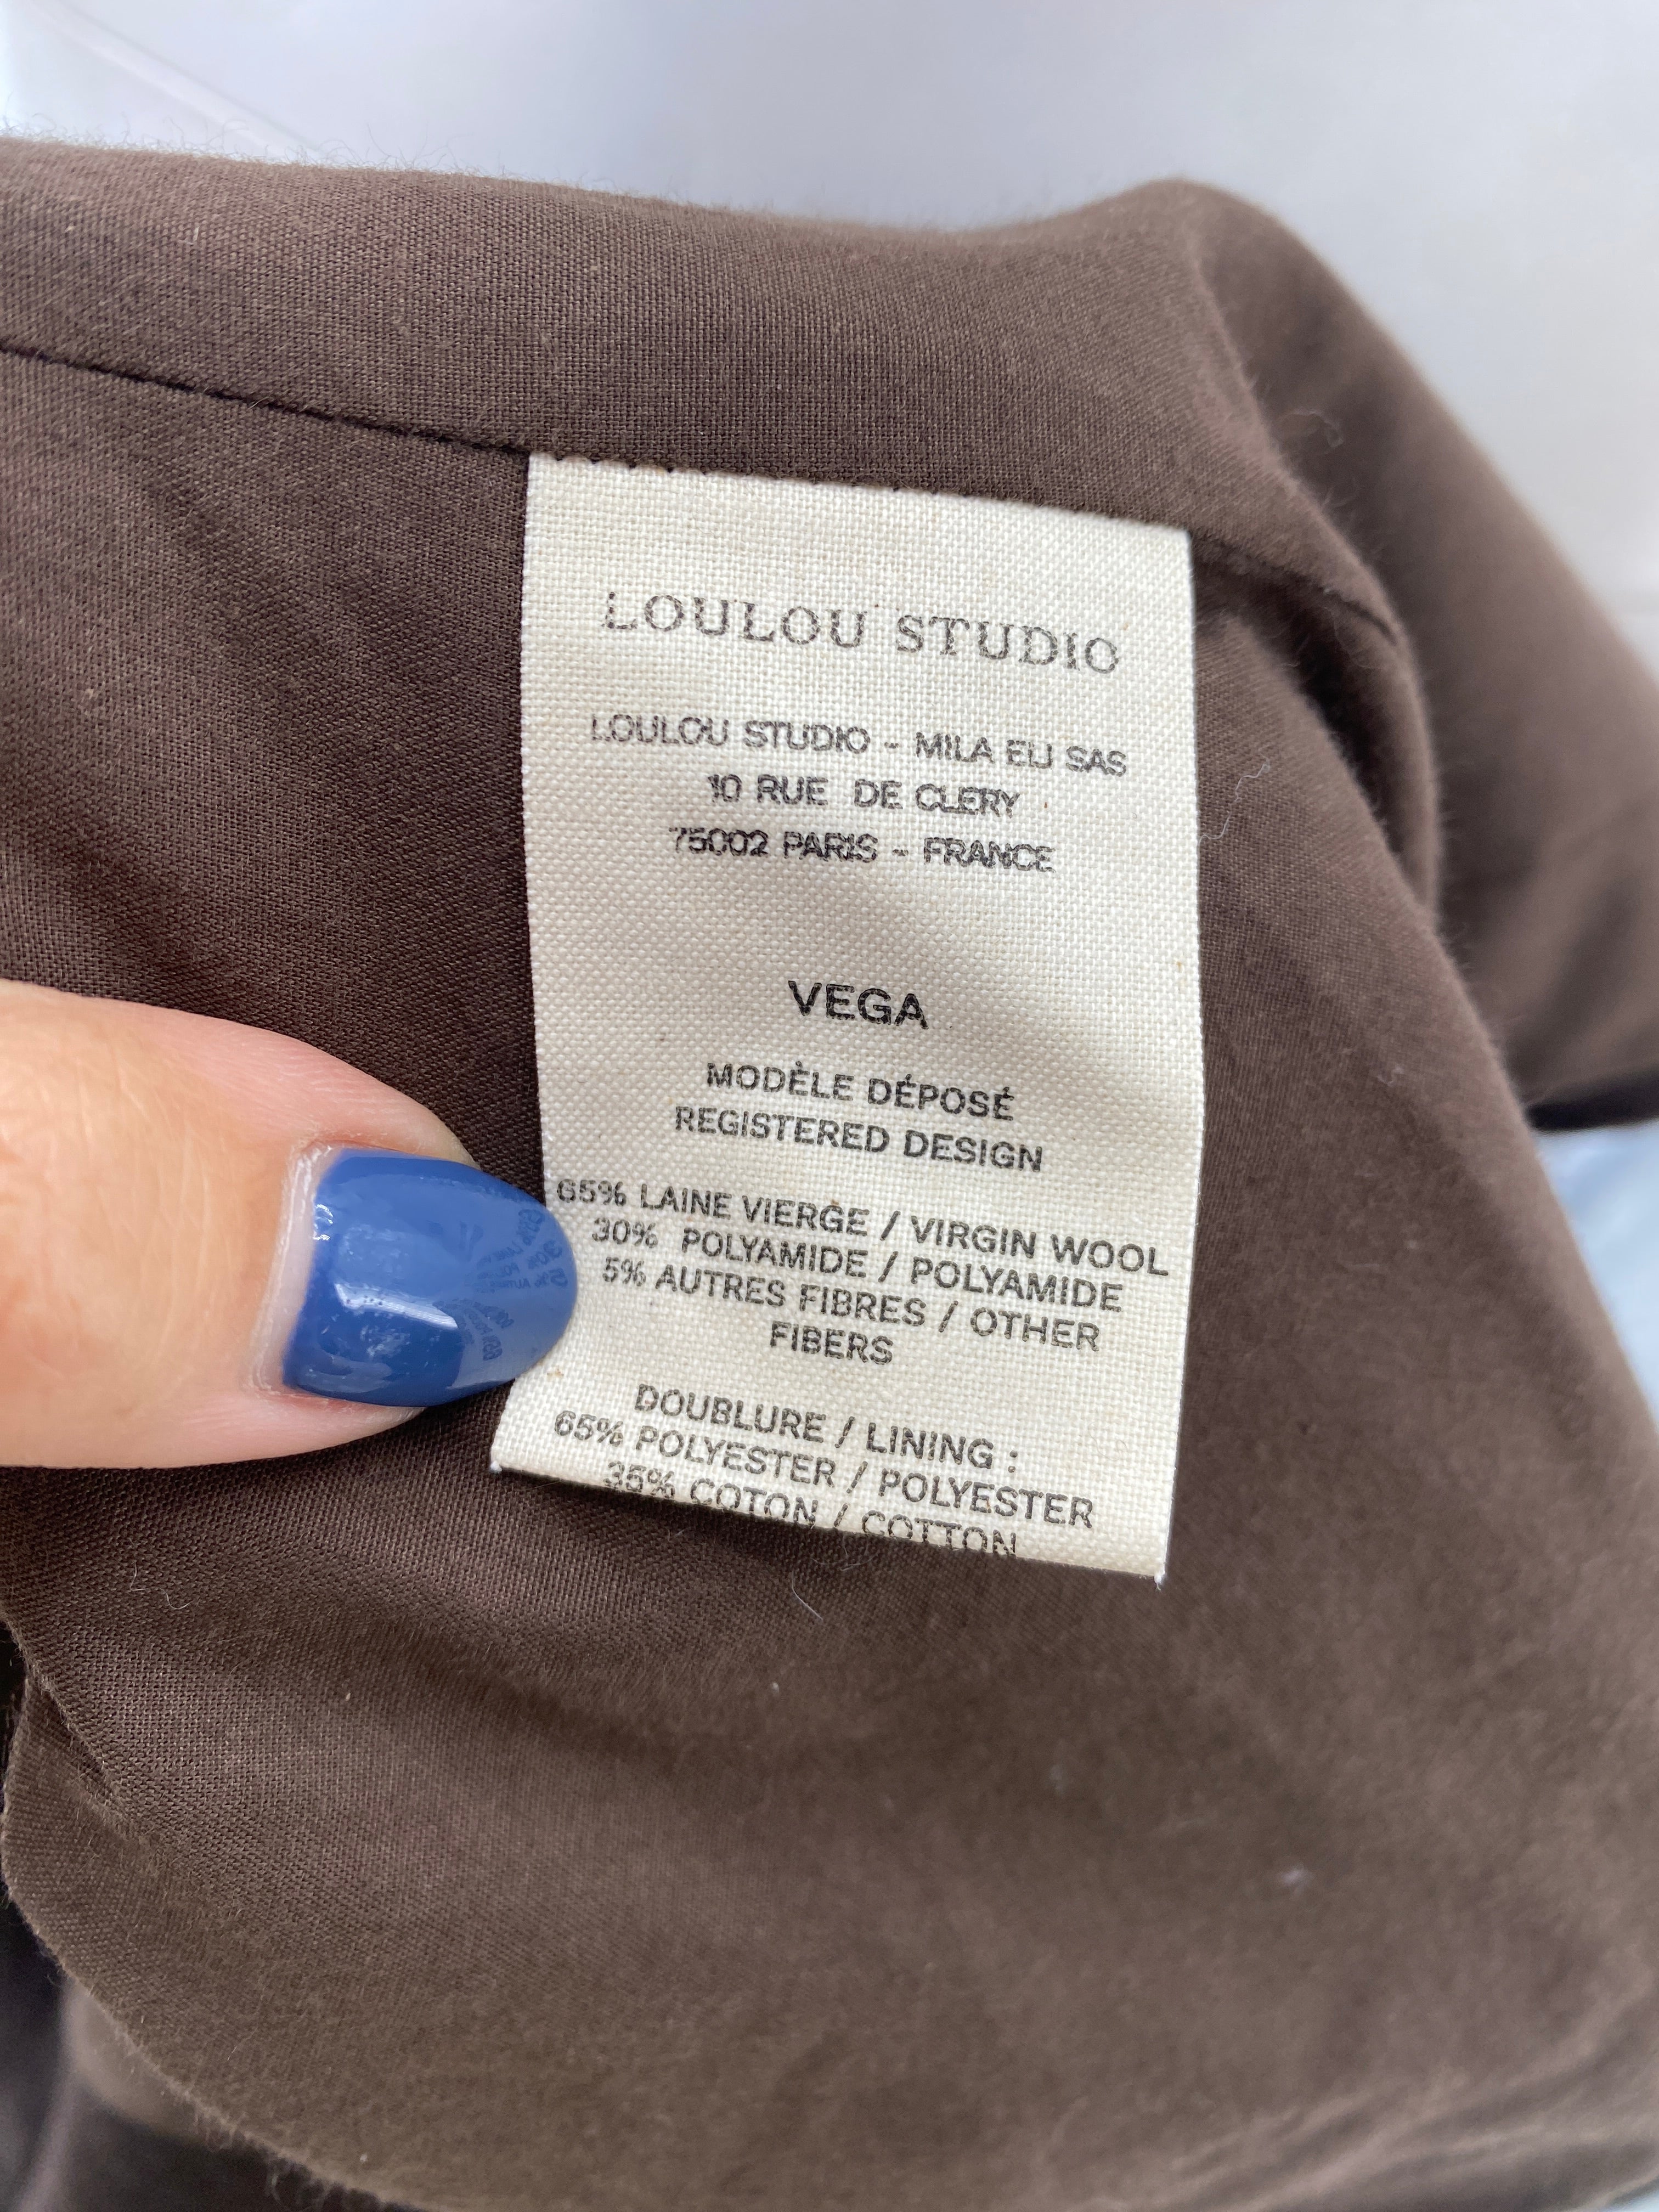 LOULOU STUDIO
LOULOU STUDIO - MILA ELI SAS
10 RUE DE CLERY
75002 PARIS - FRANCE
VEGA
MODÈLE DÉPOSÉ
REGISTERED DESIGN
65% LAINE VIERGE / VIRGIN WOOL
30% POLYAMIDE / POLYAMIDE
5% AUTRES FIBRES / OTHER
FIBERS
DOUBLURE / LINING :
65% POLYESTER / POLYESTER
35% COTON / COTTON